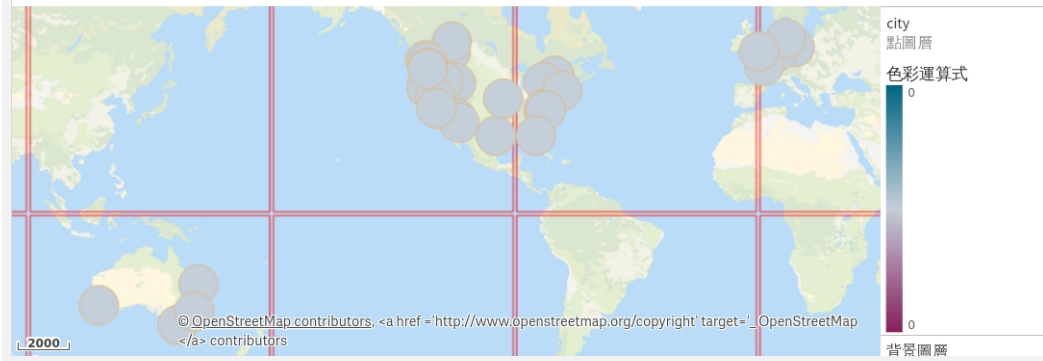 city
點圖層
色彩運算式
0
0
背景圖層
© OpenStreetMap contributors, <a href ='http://www.openstreetmap.org/copyright' target='_ OpenStreetMap
</a> contributors
2000